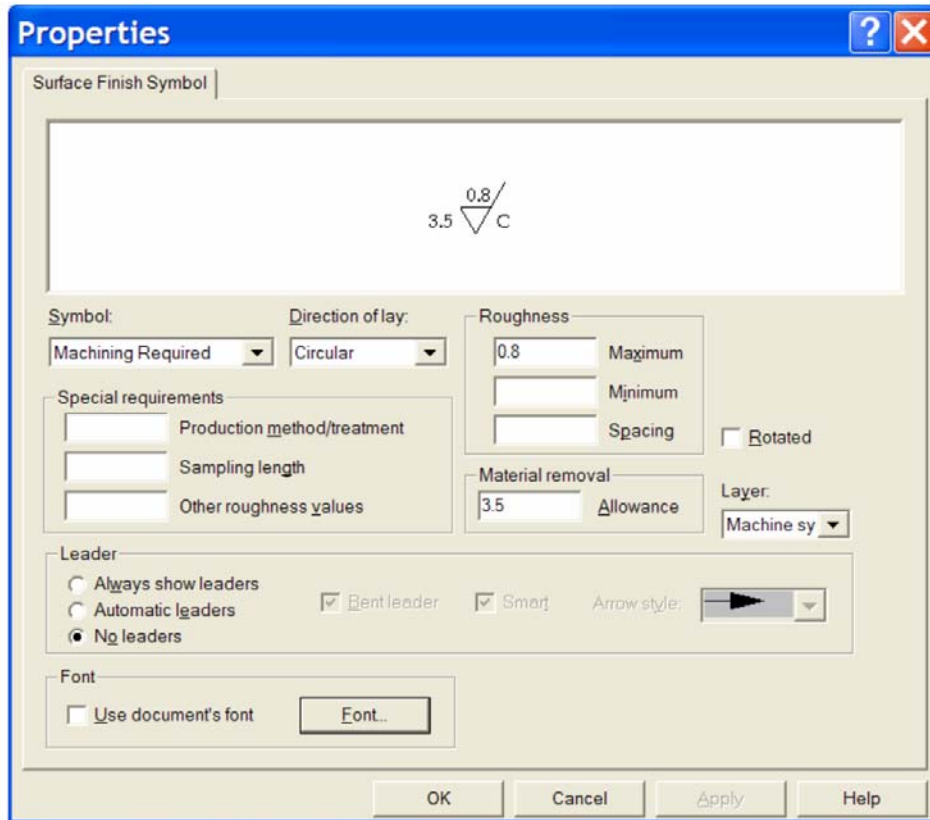 Properties
Surface Finish Symbol
0.8
3.5 C
Symbol:
Direction of lay:
Roughness
Machining Required
Circular
0.8 Maximum
Minimum
Spacing
Special requirements
Production method/treatment
Sampling length
Other roughness values
Rotated
Material removal
3.5 Allowance
Layer:
Machine sy
Leader
Always show leaders
Automatic leaders
No leaders
Bent leader
Smart
Arrow style:
Font
Use document's font
Font...
OK
Cancel
Apply
Help